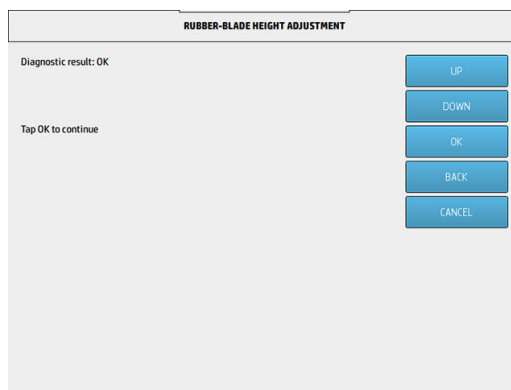 RUBBER-BLADE HEIGHT ADJUSTMENT
Diagnostic result: OK
Tap OK to continue
UP
DOWN
OK
BACK
CANCEL